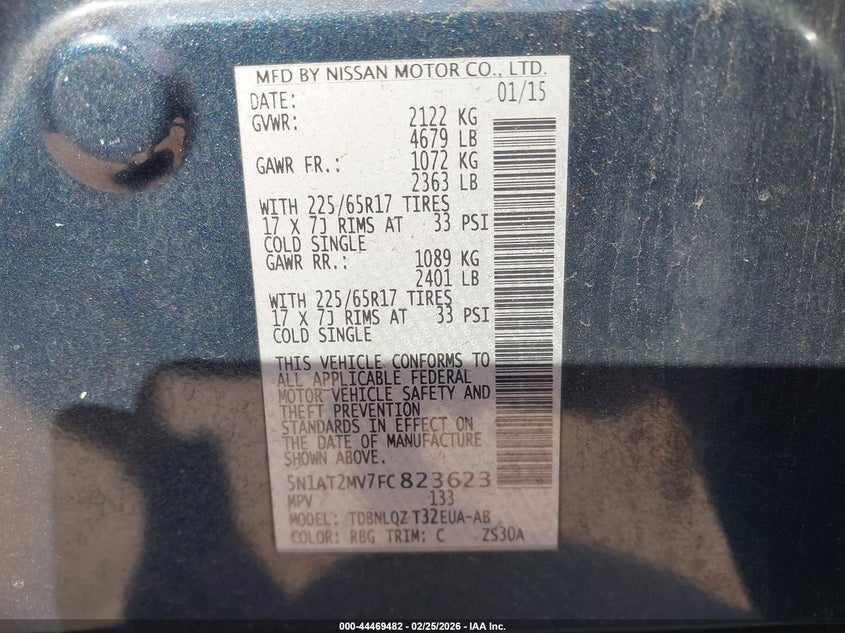 MFD BY NISSAN MOTOR CO., LTD.
DATE: 01/15
GVWR: 2122 KG
4679 LB
GAWR FR.: 1072 KG
2363 LB
WITH 225/65R17 TIRES
17 X 7J RIMS AT 33 PSI
COLD SINGLE
GAWR RR.: 1089 KG
2401 LB
WITH 225/65R17 TIRES
17 X 7J RIMS AT 33 PSI
COLD SINGLE
THIS VEHICLE CONFORMS TO
ALL APPLICABLE FEDERAL
MOTOR VEHICLE SAFETY AND
THEFT PREVENTION
STANDARDS IN EFFECT ON
THE DATE OF MANUFACTURE
SHOWN ABOVE.
5N1AT2MV7FC823623
MPV 133
MODEL: TDBNLQZ T32EUA-AB
COLOR: RBG TRIM: C ZS30A
000-44469482 - 02/25/2026 - IAA Inc.